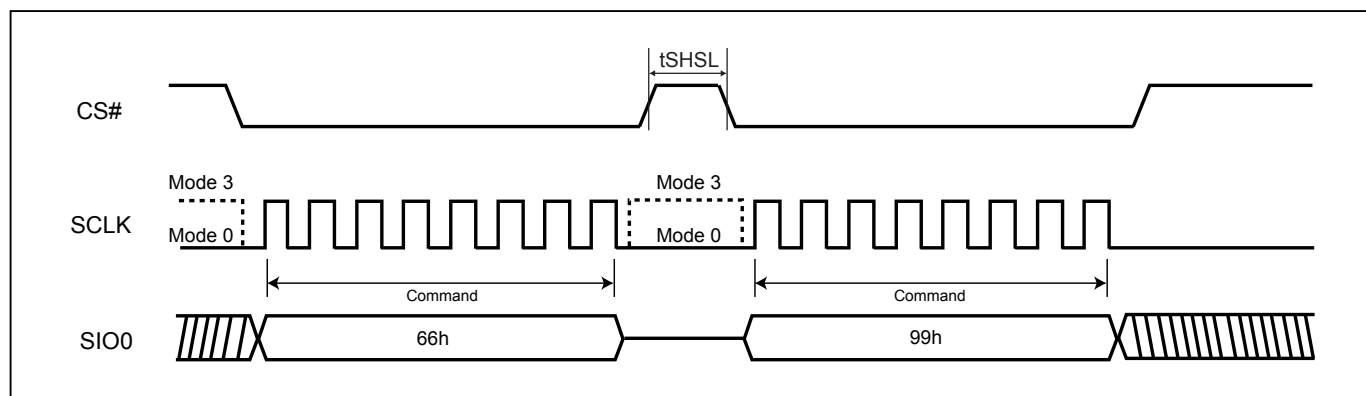 tSHSL
CS#
Mode 3
Mode 3
SCLK
Mode 0
Mode 0
Command
Command
SIO0
66h
99h